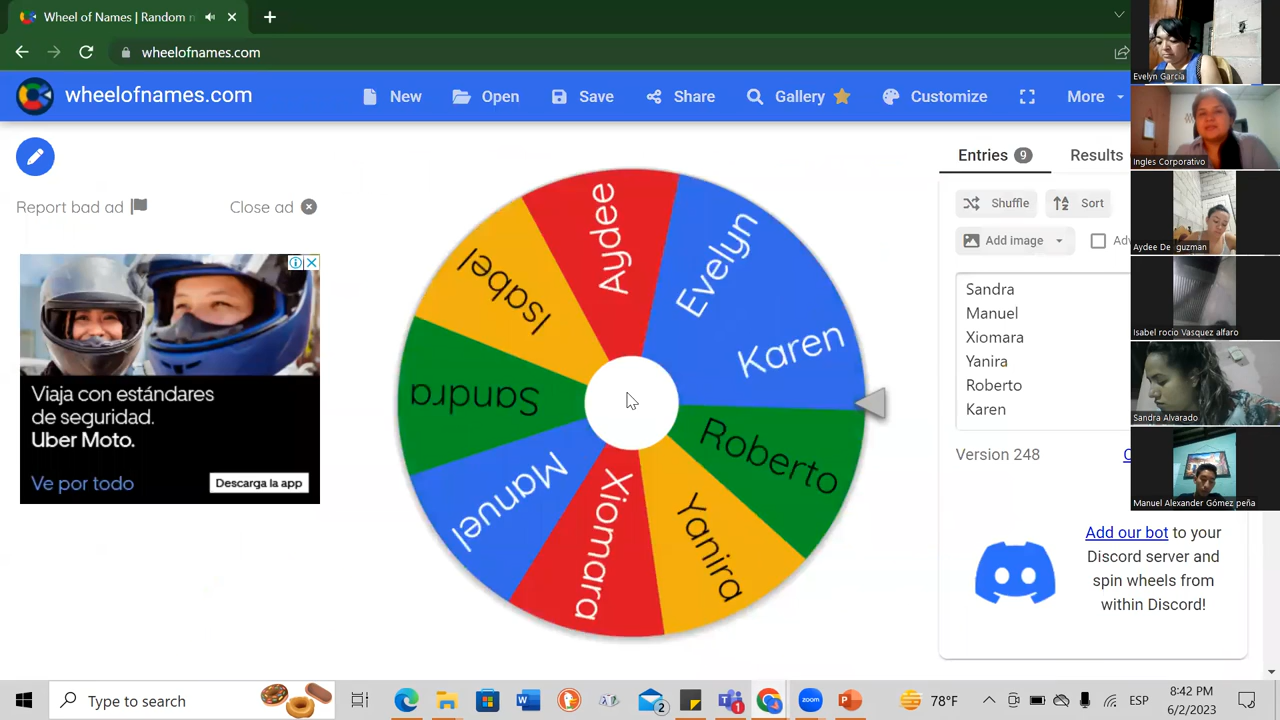 Wheel of Names | Random n
wheelofnames.com
wheelofnames.com
New
Open
Save
Share
Gallery
Customize
More
Report bad ad
Close ad
Viaja con estándares
de seguridad.
Uber Moto.
Ve por todo
Descarga la app
Aydee
Evelyn
Karen
Roberto
Yanira
Xiomara
Manuel
Sandra
Isabel
Entries 9
Results
Shuffle
Sort
Add image
Sandra
Manuel
Xiomara
Yanira
Roberto
Karen
Version 248
Add our bot to your
Discord server and
spin wheels from
within Discord!
Evelyn García
Ingles Corporativo
Aydee De guzman
Isabel rocio Vasquez alfaro
Sandra Alvarado
Manuel Alexander Gómez peña
Type to search
2
1
78°F
ESP
8:42 PM
6/2/2023